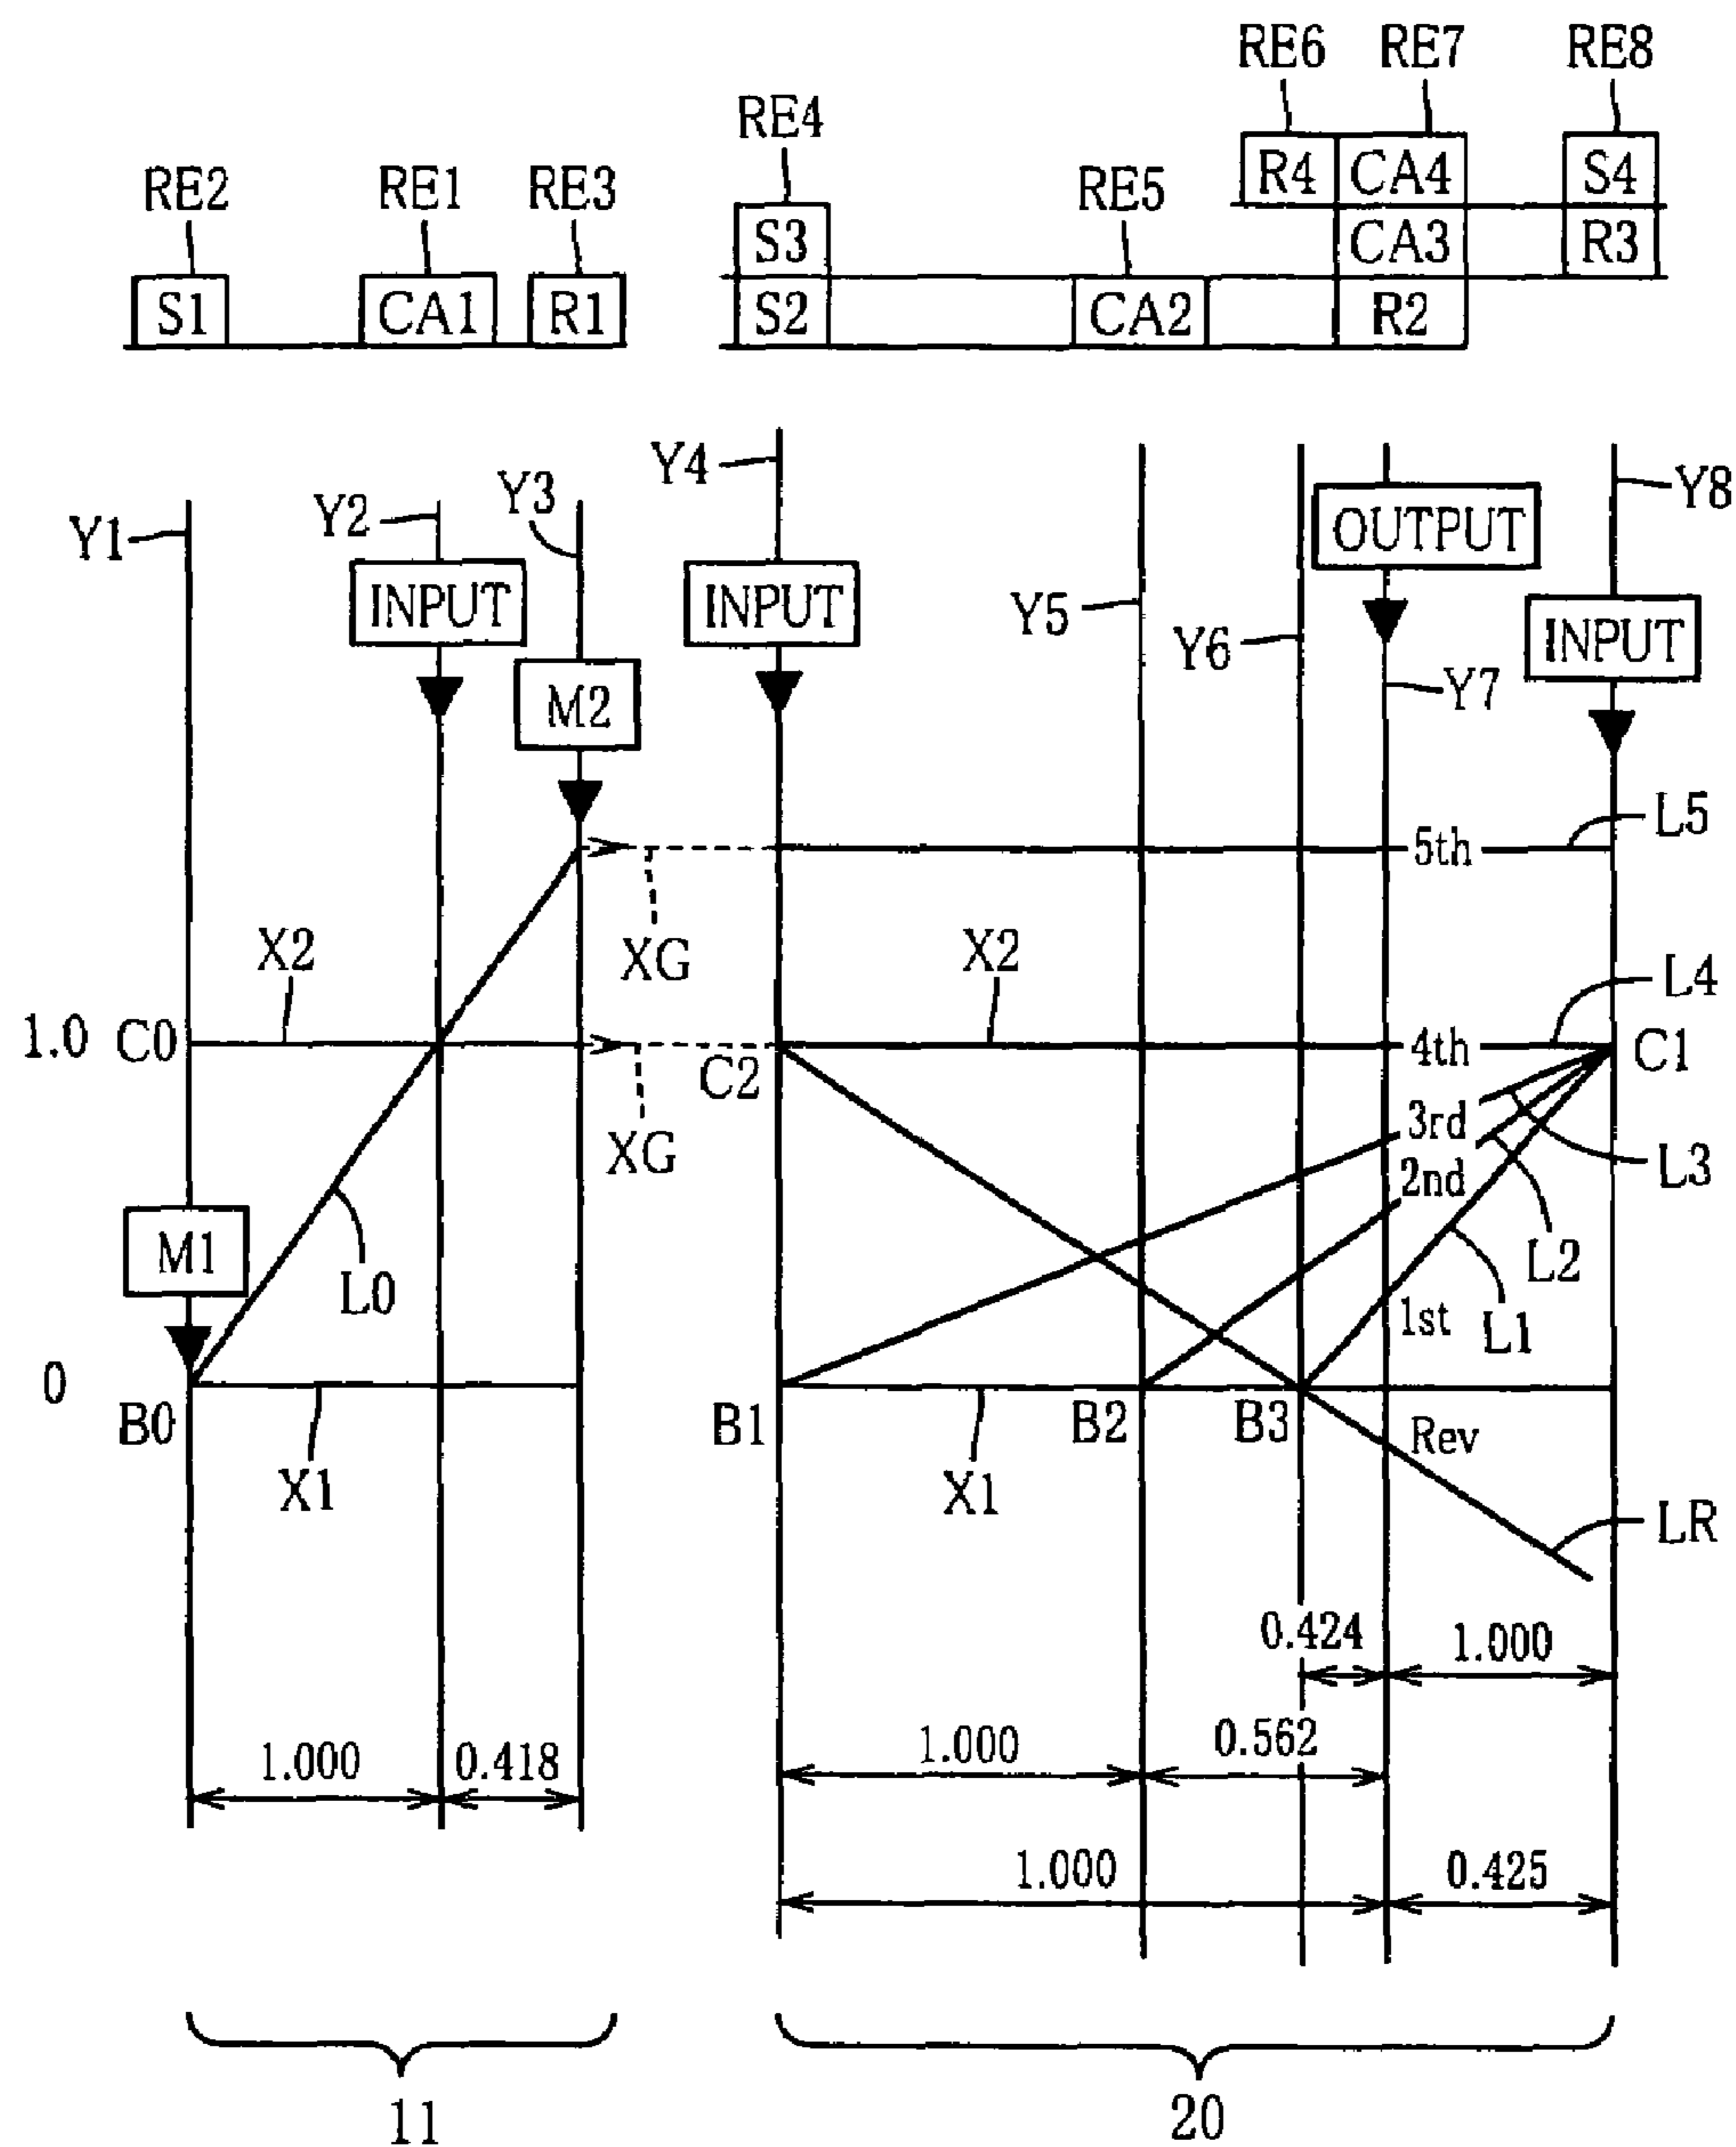 RE6 RE7 RE8
RE4
RE2 RE1 RE3 RE5
R4 CA4 S4
S3 CA3 R3
S1 CA1 R1 S2 CA2 R2
Y4 Y8
Y1 Y2 Y3
OUTPUT
INPUT INPUT Y5
INPUT
Y6
M2 Y7
L5
5th
X2 XG X2
L4
1.0 C0 4th C1
C2
XG 3rd
L3
2nd
M1 L2
L0
1st L1
0
B0 B1 B2 B3 Rev
X1 X1
LR
0.424 1.000
1.000 0.562
1.000 0.418
1.000 0.425
11 20